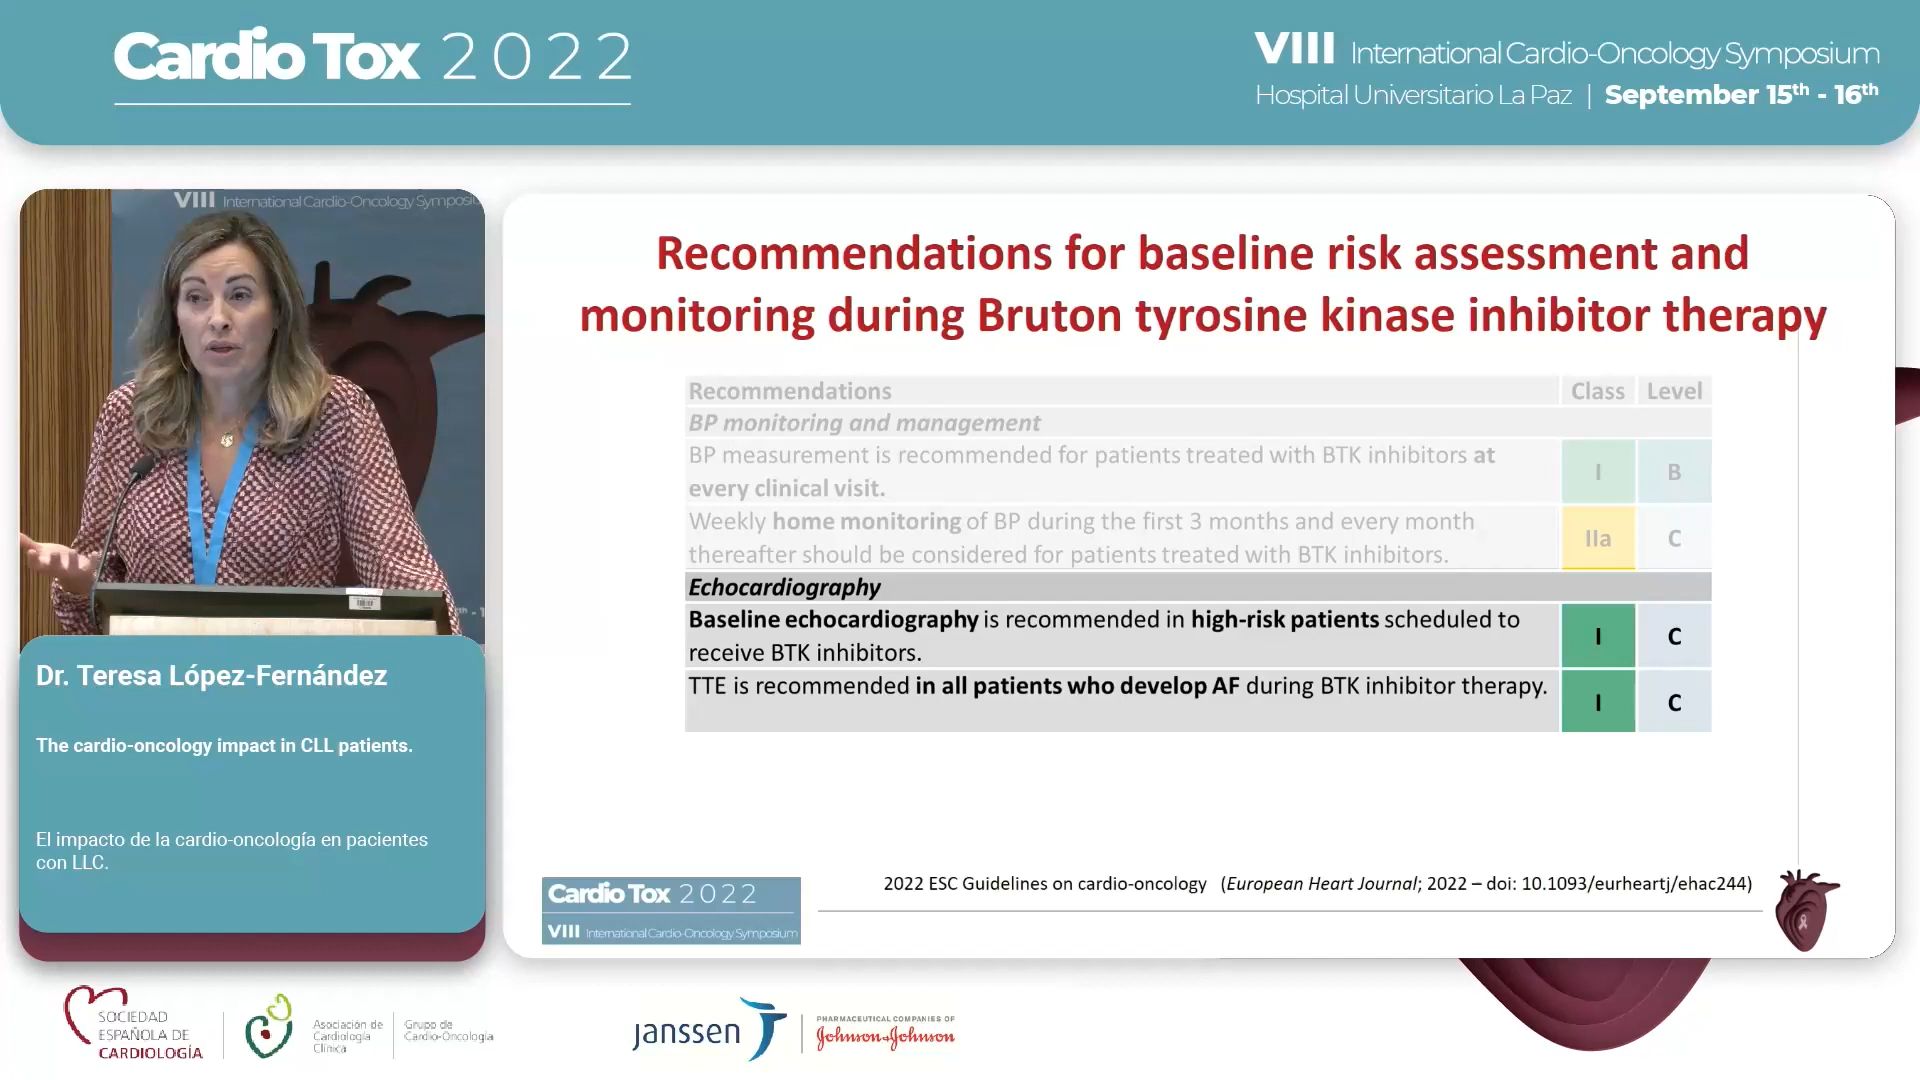 Cardio Tox 2022
VIII International Cardio-Oncology Symposium
Hospital Universitario La Paz | September 15th - 16th
VIII International Cardio-Oncology Symposiu
Dr. Teresa López-Fernández
The cardio-oncology impact in CLL patients.
El impacto de la cardio-oncología en pacientes
con LLC.
Recommendations for baseline risk assessment and
monitoring during Bruton tyrosine kinase inhibitor therapy
Recommendations Class Level
BP monitoring and management
BP measurement is recommended for patients treated with BTK inhibitors at
every clinical visit. I B
Weekly home monitoring of BP during the first 3 months and every month
thereafter should be considered for patients treated with BTK inhibitors. IIa C
Echocardiography
Baseline echocardiography is recommended in high-risk patients scheduled to
receive BTK inhibitors. I C
TTE is recommended in all patients who develop AF during BTK inhibitor therapy. I C
2022 ESC Guidelines on cardio-oncology (European Heart Journal; 2022 – doi: 10.1093/eurheartj/ehac244)
Cardio Tox 2022
VIII International Cardio-Oncology Symposium
SOCIEDAD
ESPAÑOLA DE
CARDIOLOGÍA
Asociación de
Cardiología
Clínica
Grupo de
Cardio-Oncología
janssen
PHARMACEUTICAL COMPANIES OF
Johnson & Johnson